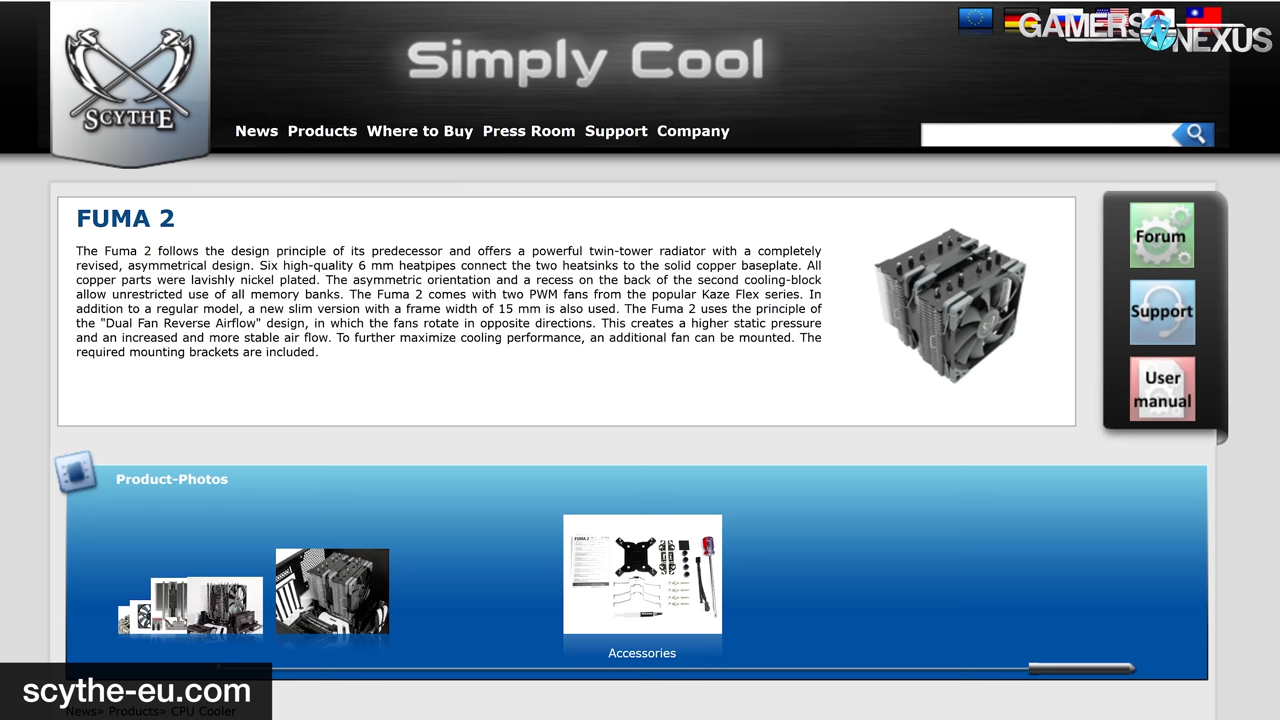 GAMERS NEXUS
Simply Cool
SCYTHE
News Products Where to Buy Press Room Support Company
FUMA 2
The Fuma 2 follows the design principle of its predecessor and offers a powerful twin-tower radiator with a completely
revised, asymmetrical design. Six high-quality 6 mm heatpipes connect the two heatsinks to the solid copper baseplate. All
copper parts were lavishly nickel plated. The asymmetric orientation and a recess on the back of the second cooling-block
allow unrestricted use of all memory banks. The Fuma 2 comes with two PWM fans from the popular Kaze Flex series. In
addition to a regular model, a new slim version with a frame width of 15 mm is also used. The Fuma 2 uses the principle of
the "Dual Fan Reverse Airflow" design, in which the fans rotate in opposite directions. This creates a higher static pressure
and an increased and more stable air flow. To further maximize cooling performance, an additional fan can be mounted. The
required mounting brackets are included.
Forum
Support
User
manual
Product-Photos
FUMA 2
Accessories
scythe-eu.com
News» Products» CPU Cooler